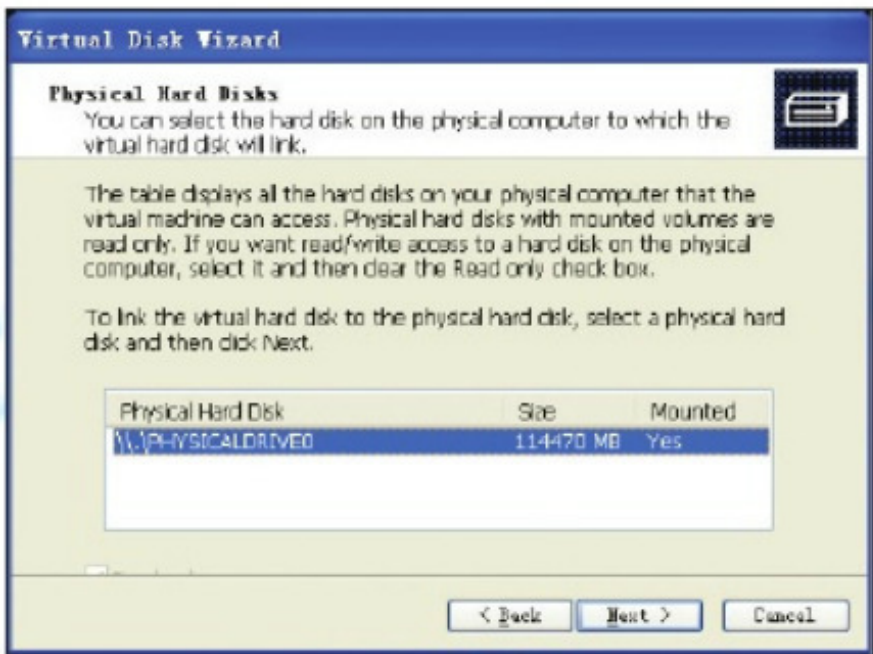 Virtual Disk Wizard
Physical Hard Disks
You can select the hard disk on the physical computer to which the
virtual hard disk will link.
The table displays all the hard disks on your physical computer that the
virtual machine can access. Physical hard disks with mounted volumes are
read only. If you want read/write access to a hard disk on the physical
computer, select it and then clear the Read only check box.
To link the virtual hard disk to the physical hard disk, select a physical hard
disk and then click Next.
Physical Hard Disk Size Mounted
\\.\PHYSICALDRIVE0 114470 MB Yes
< Back Next > Cancel